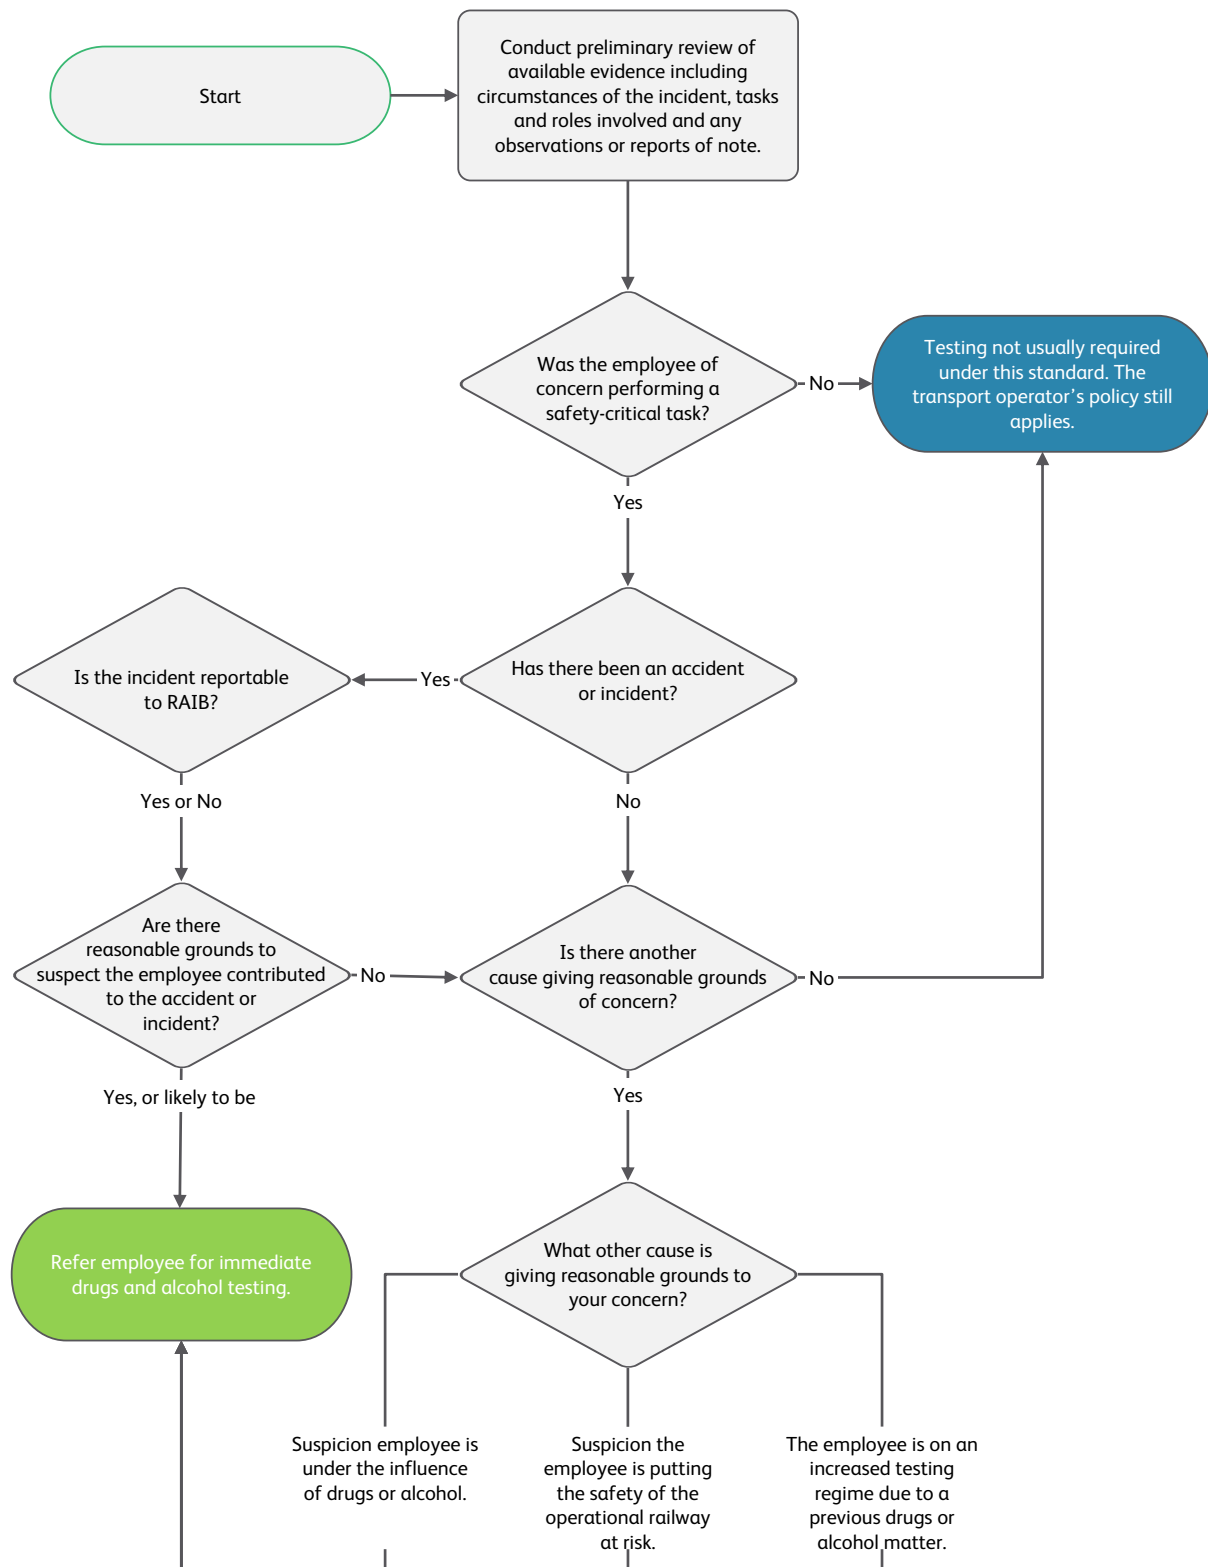 Start
Conduct preliminary review of
available evidence including
circumstances of the incident, tasks
and roles involved and any
observations or reports of note.
Was the employee of
concern performing a
safety-critical task?
No
Testing not usually required
under this standard. The
transport operator's policy still
applies.
Yes
Has there been an accident
or incident?
Yes
Is the incident reportable
to RAIB?
Yes or No
No
Are there
reasonable grounds to
suspect the employee contributed
to the accident or
incident?
No
Is there another
cause giving reasonable grounds
of concern?
No
Yes, or likely to be
Yes
Refer employee for immediate
drugs and alcohol testing.
What other cause is
giving reasonable grounds to
your concern?
Suspicion employee is
under the influence
of drugs or alcohol.
Suspicion the
employee is putting
the safety of the
operational railway
at risk.
The employee is on an
increased testing
regime due to a
previous drugs or
alcohol matter.